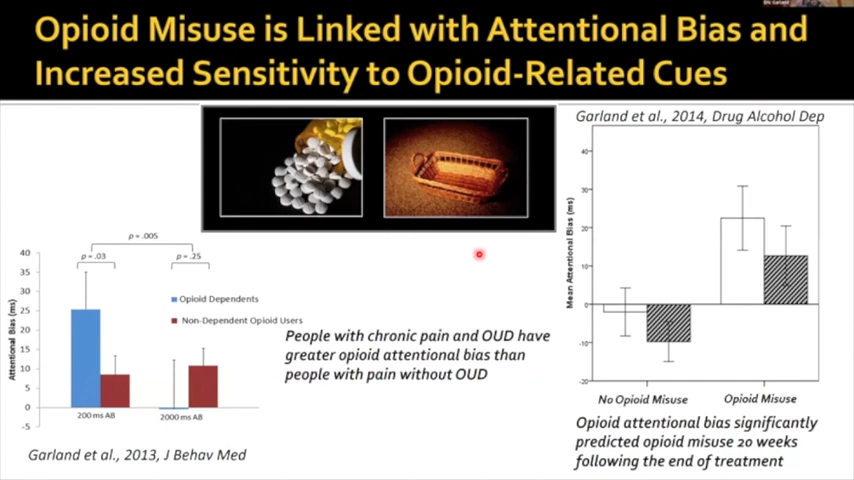 Opioid Misuse is Linked with Attentional Bias and
Increased Sensitivity to Opioid-Related Cues
Garland et al., 2014, Drug Alcohol Dep
p = .005
p = .03
p = .25
40
35
30
25
20
15
10
5
0
-5
Attentional Bias (ms)
200 ms AB
2000 ms AB
Opioid Dependents
Non-Dependent Opioid Users
Garland et al., 2013, J Behav Med
People with chronic pain and OUD have
greater opioid attentional bias than
people with pain without OUD
Mean Attentional Bias (ms)
40
30
20
10
0
-10
-20
No Opioid Misuse
Opioid Misuse
Opioid attentional bias significantly
predicted opioid misuse 20 weeks
following the end of treatment